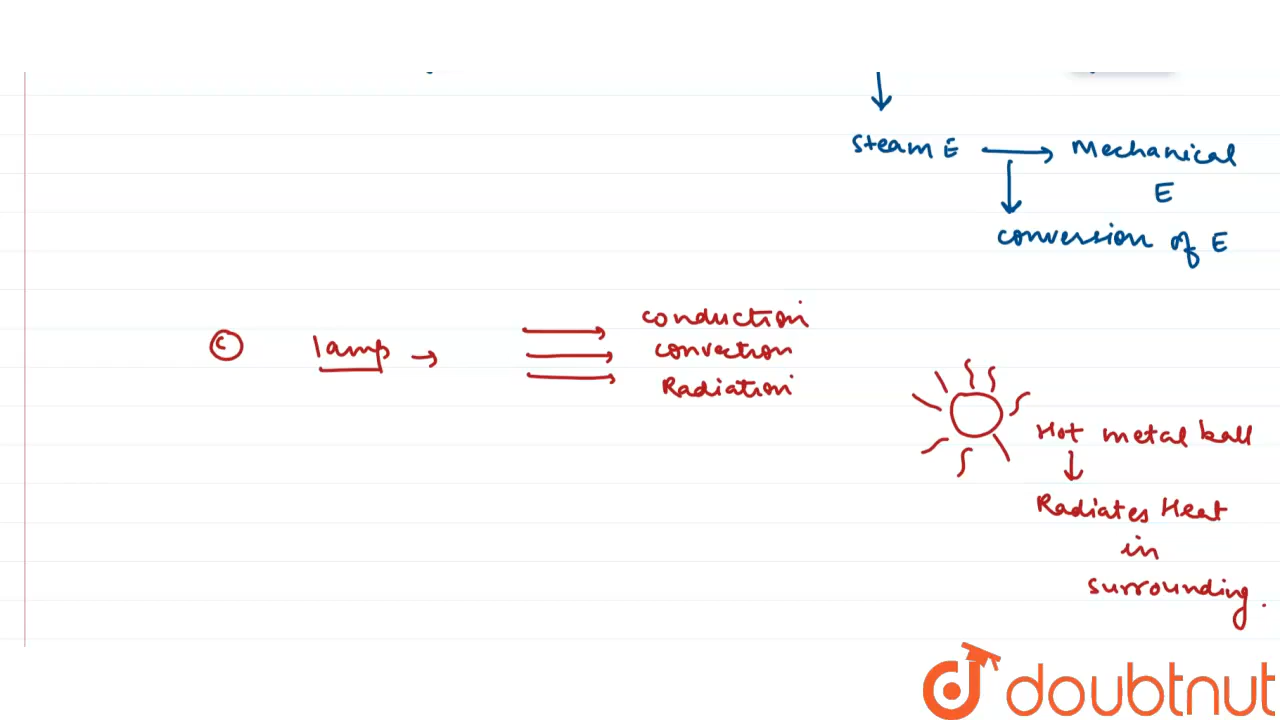 Steam E → Mechanical
E
conversion of E
conduction
(c) lamp → convection
Radiation
Hot metal ball
Radiates Heat
in
surrounding.
doubtnut